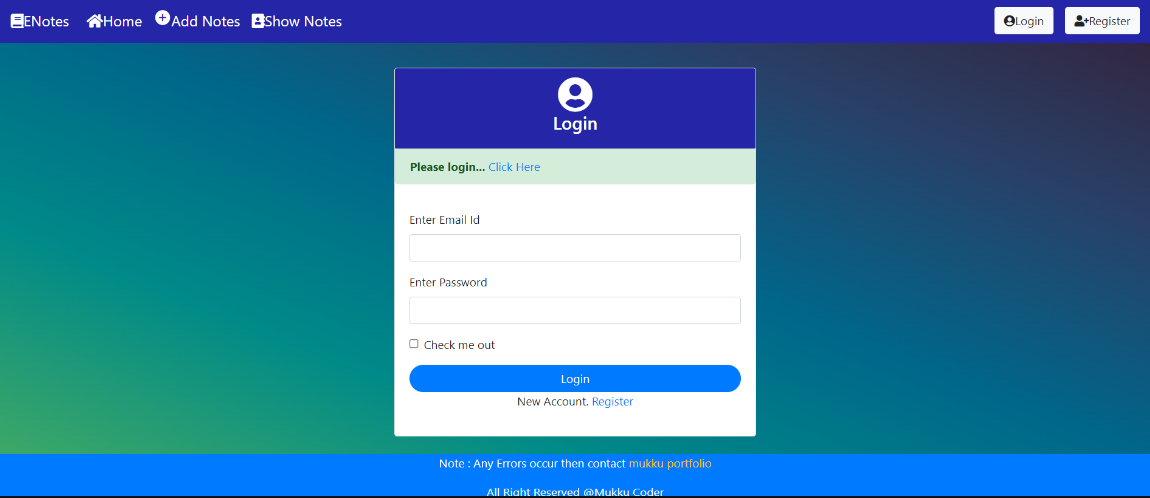 ENotes Home Add Notes Show Notes Login Register
Login
Please login... Click Here
Enter Email Id
Enter Password
Check me out
Login
New Account. Register
Note : Any Errors occur then contact mukku portfolio
All Right Reserved @Mukku Coder